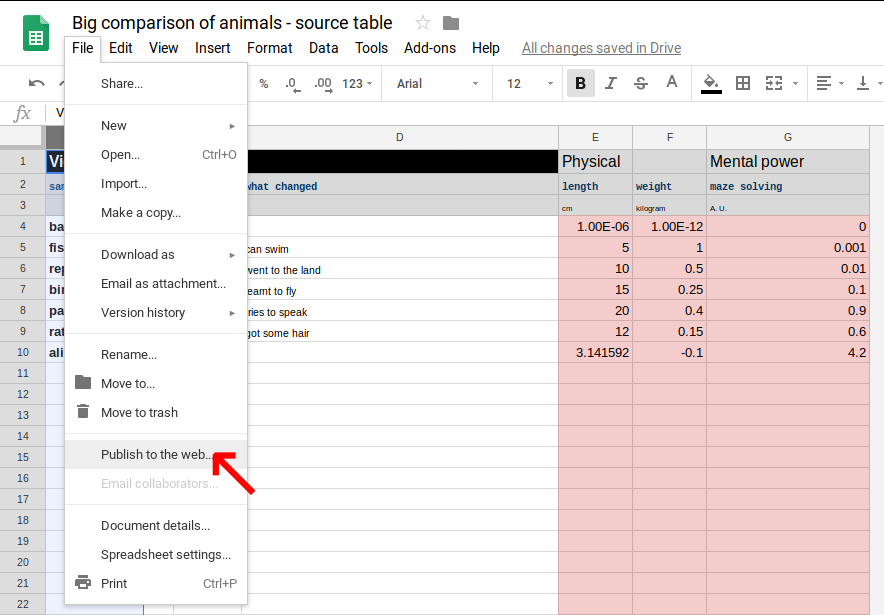 Big comparison of animals - source table
File Edit View Insert Format Data Tools Add-ons Help All changes saved in Drive
% .0 .00 123 Arial 12 B I S A
fx V
D E F G
1 Vi Physical Mental power
2 sam what changed length weight maze solving
3 cm kilogram A. U.
4 ba 1.00E-06 1.00E-12 0
5 fis can swim 5 1 0.001
6 rep went to the land 10 0.5 0.01
7 bir earnt to fly 15 0.25 0.1
8 pa ries to speak 20 0.4 0.9
9 rat got some hair 12 0.15 0.6
10 ali 3.141592 -0.1 4.2
11
12
13
14
15
16
17
18
19
20
21
22
Share...
New
Open... Ctrl+O
Import...
Make a copy...
Download as
Email as attachment...
Version history
Rename...
Move to...
Move to trash
Publish to the web...
Email collaborators...
Document details...
Spreadsheet settings...
Print Ctrl+P